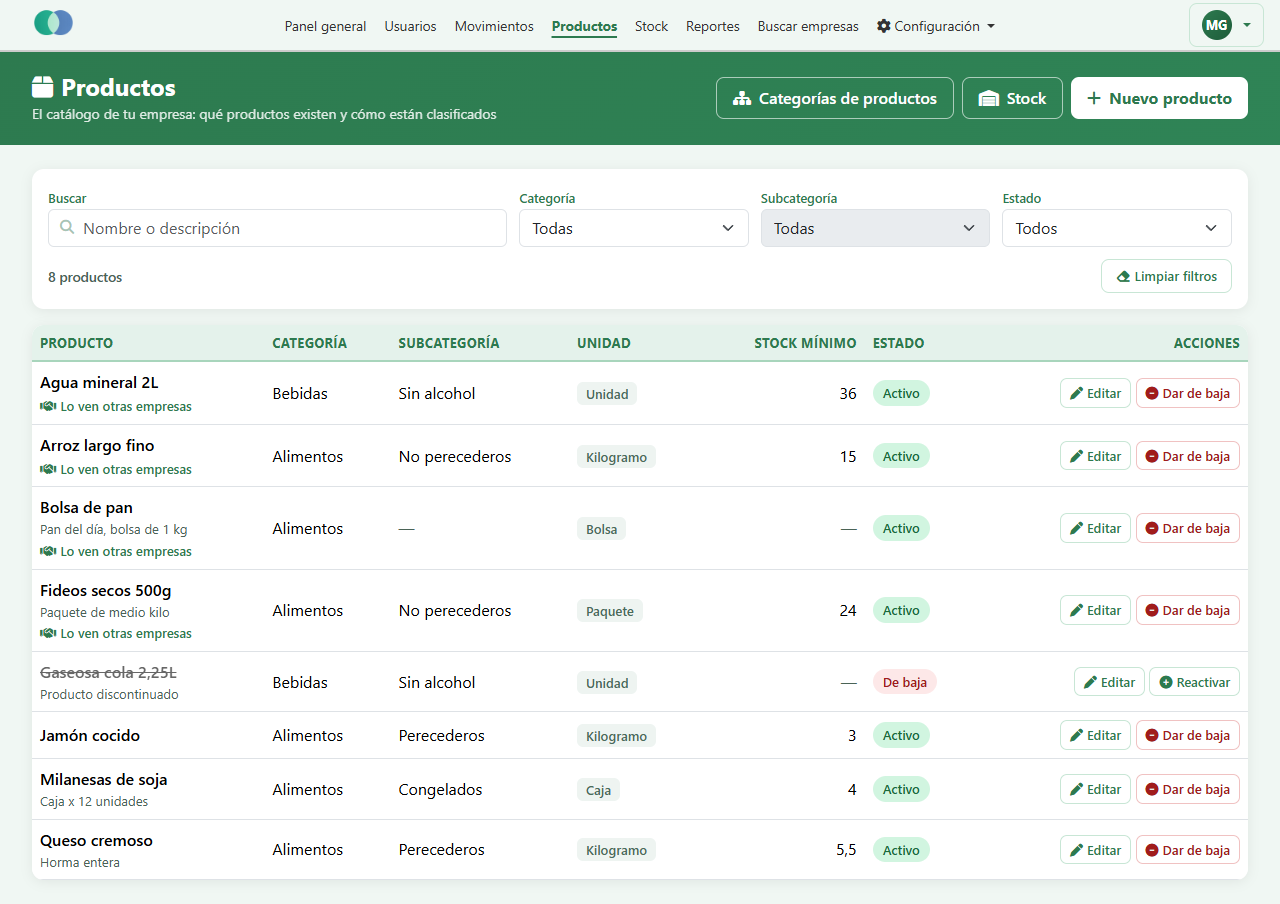 Panel general Usuarios Movimientos Productos Stock Reportes Buscar empresas Configuración MG
Productos
El catálogo de tu empresa: qué productos existen y cómo están clasificados
Categorías de productos Stock + Nuevo producto
Buscar Categoría Subcategoría Estado
Nombre o descripción Todas Todas Todos
8 productos Limpiar filtros
PRODUCTO CATEGORÍA SUBCATEGORÍA UNIDAD STOCK MÍNIMO ESTADO ACCIONES
Agua mineral 2L
Lo ven otras empresas
Bebidas Sin alcohol Unidad 36 Activo Editar Dar de baja
Arroz largo fino
Lo ven otras empresas
Alimentos No perecederos Kilogramo 15 Activo Editar Dar de baja
Bolsa de pan
Pan del día, bolsa de 1 kg
Lo ven otras empresas
Alimentos — Bolsa — Activo Editar Dar de baja
Fideos secos 500g
Paquete de medio kilo
Lo ven otras empresas
Alimentos No perecederos Paquete 24 Activo Editar Dar de baja
Gaseosa cola 2,25L
Producto discontinuado
Bebidas Sin alcohol Unidad — De baja Editar Reactivar
Jamón cocido Alimentos Perecederos Kilogramo 3 Activo Editar Dar de baja
Milanesas de soja
Caja x 12 unidades
Alimentos Congelados Caja 4 Activo Editar Dar de baja
Queso cremoso
Horma entera
Alimentos Perecederos Kilogramo 5,5 Activo Editar Dar de baja